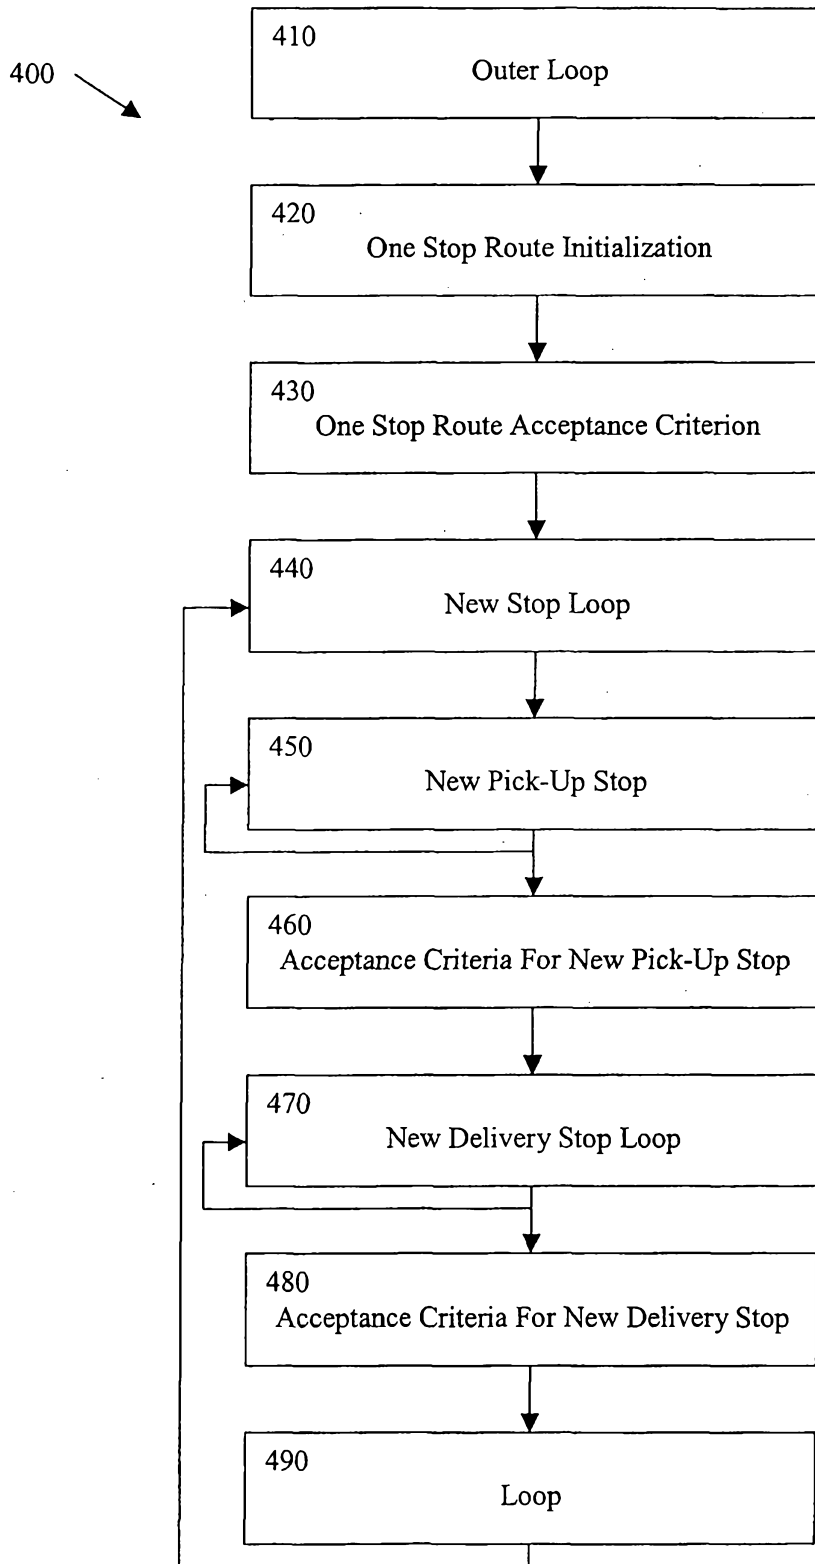 400
410
Outer Loop
420
One Stop Route Initialization
430
One Stop Route Acceptance Criterion
440
New Stop Loop
450
New Pick-Up Stop
460
Acceptance Criteria For New Pick-Up Stop
470
New Delivery Stop Loop
480
Acceptance Criteria For New Delivery Stop
490
Loop